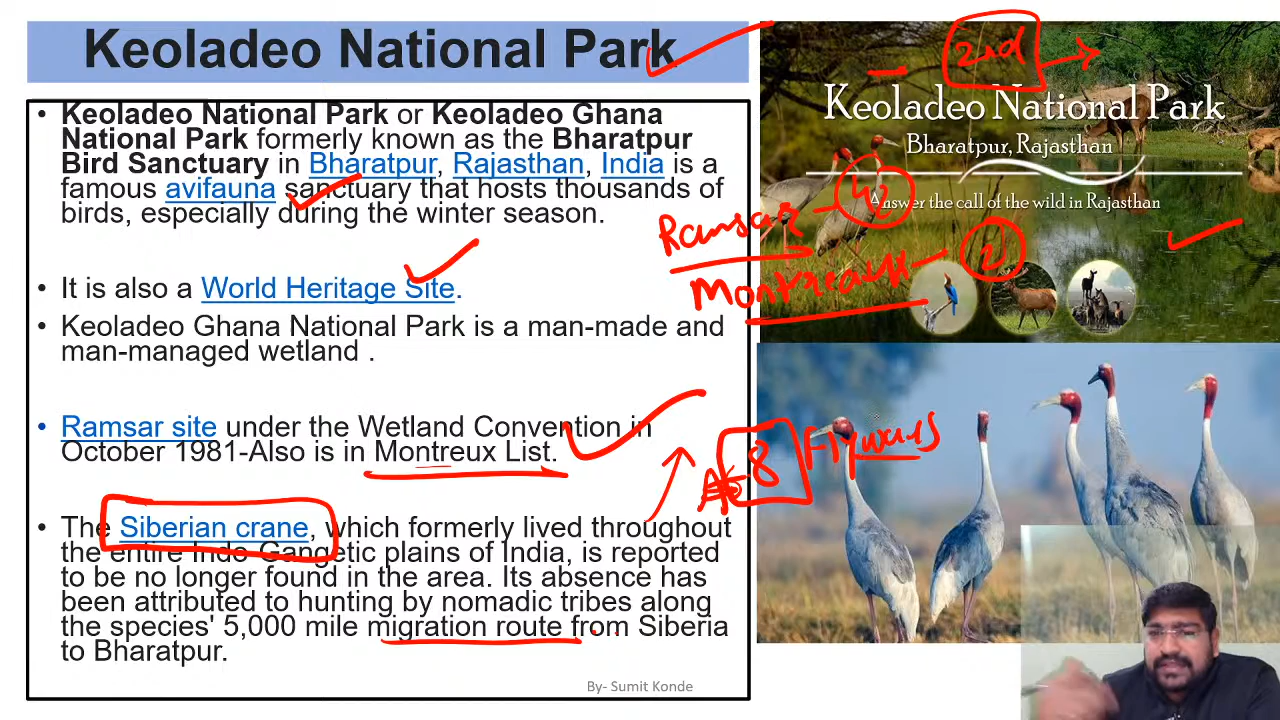 Keoladeo National Park
• Keoladeo National Park or Keoladeo Ghana
National Park formerly known as the Bharatpur
Bird Sanctuary in Bharatpur, Rajasthan, India is a
famous avifauna sanctuary that hosts thousands of
birds, especially during the winter season.
• It is also a World Heritage Site.
• Keoladeo Ghana National Park is a man-made and
man-managed wetland .
• Ramsar site under the Wetland Convention in
October 1981-Also is in Montreux List.
• The Siberian crane, which formerly lived throughout
the entire Indo-Gangetic plains of India, is reported
to be no longer found in the area. Its absence has
been attributed to hunting by nomadic tribes along
the species' 5,000 mile migration route from Siberia
to Bharatpur.
By- Sumit Konde
2nd
Keoladeo National Park
Bharatpur, Rajasthan
Answer the call of the wild in Rajasthan
Ramsar - 42
Montreaux - 2
8 Flyways